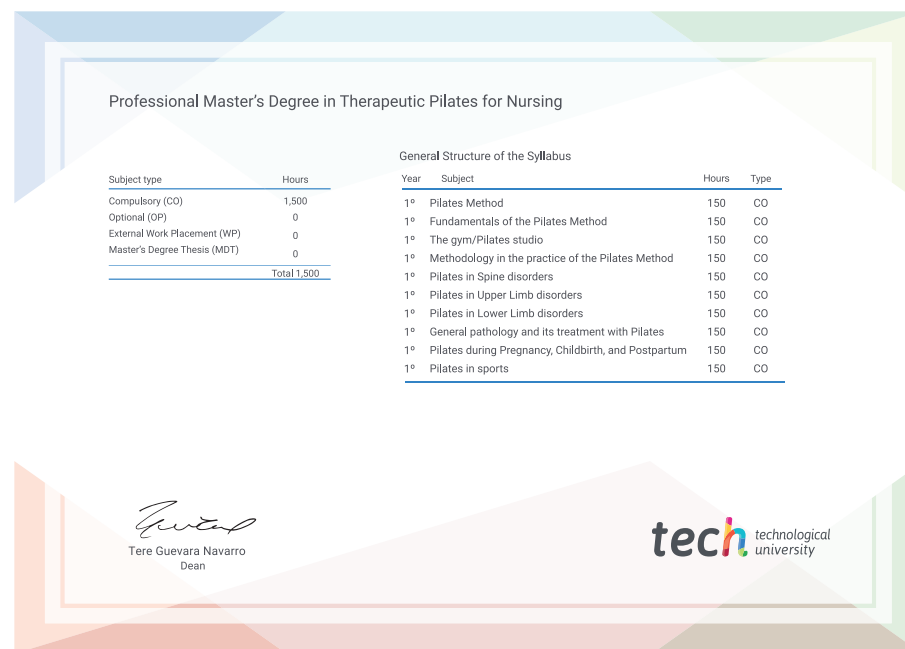 Professional Master's Degree in Therapeutic Pilates for Nursing
Subject type Hours
Compulsory (CO) 1,500
Optional (OP) 0
External Work Placement (WP) 0
Master's Degree Thesis (MDT) 0
Total 1,500
General Structure of the Syllabus
Year Subject Hours Type
1º Pilates Method 150 CO
1º Fundamentals of the Pilates Method 150 CO
1º The gym/Pilates studio 150 CO
1º Methodology in the practice of the Pilates Method 150 CO
1º Pilates in Spine disorders 150 CO
1º Pilates in Upper Limb disorders 150 CO
1º Pilates in Lower Limb disorders 150 CO
1º General pathology and its treatment with Pilates 150 CO
1º Pilates during Pregnancy, Childbirth, and Postpartum 150 CO
1º Pilates in sports 150 CO
Tere Guevara Navarro
Dean
tech technological
university